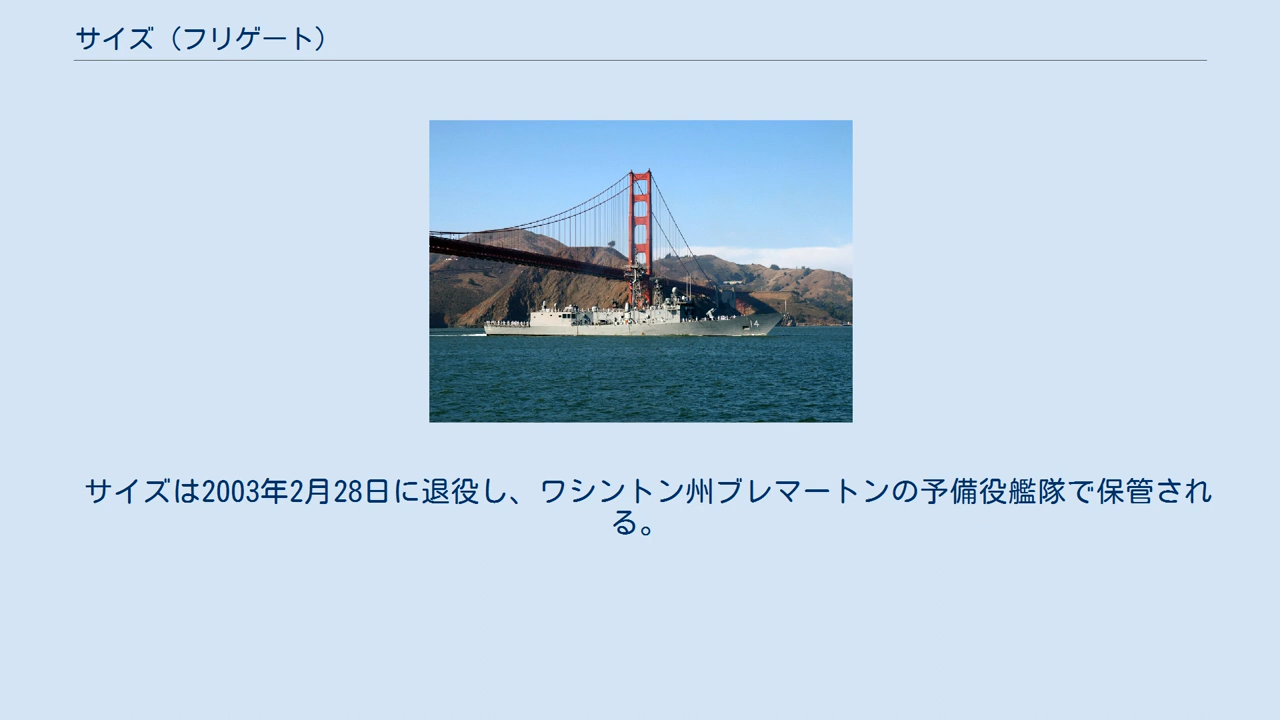 サイズ（フリゲート）
14
サイズは2003年2月28日に退役し、ワシントン州ブレマートンの予備役艦隊で保管され
る。